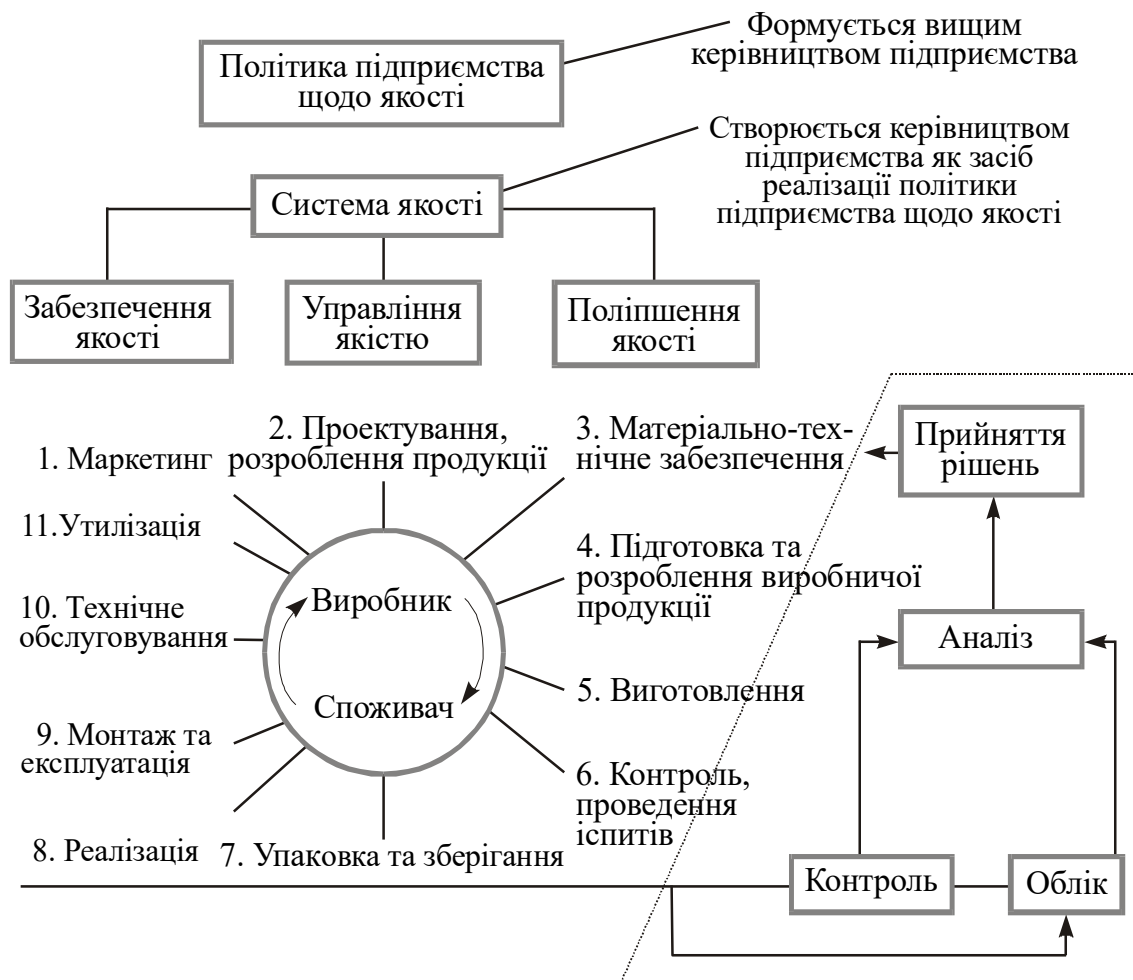 Політика підприємства
щодо якості
Формується вищим
керівництвом підприємства
Система якості
Створюється керівництвом
підприємства як засіб
реалізації політики
підприємства щодо якості
Забезпечення
якості
Управління
якістю
Поліпшення
якості
1. Маркетинг
2. Проектування,
розроблення продукції
3. Матеріально-тех-
нічне забезпечення
4. Підготовка та
розроблення виробничої
продукції
5. Виготовлення
6. Контроль,
проведення
іспитів
7. Упаковка та зберігання
8. Реалізація
9. Монтаж та
експлуатація
10. Технічне
обслуговування
11.Утилізація
Виробник
Споживач
Прийняття
рішень
Аналіз
Контроль
Облік